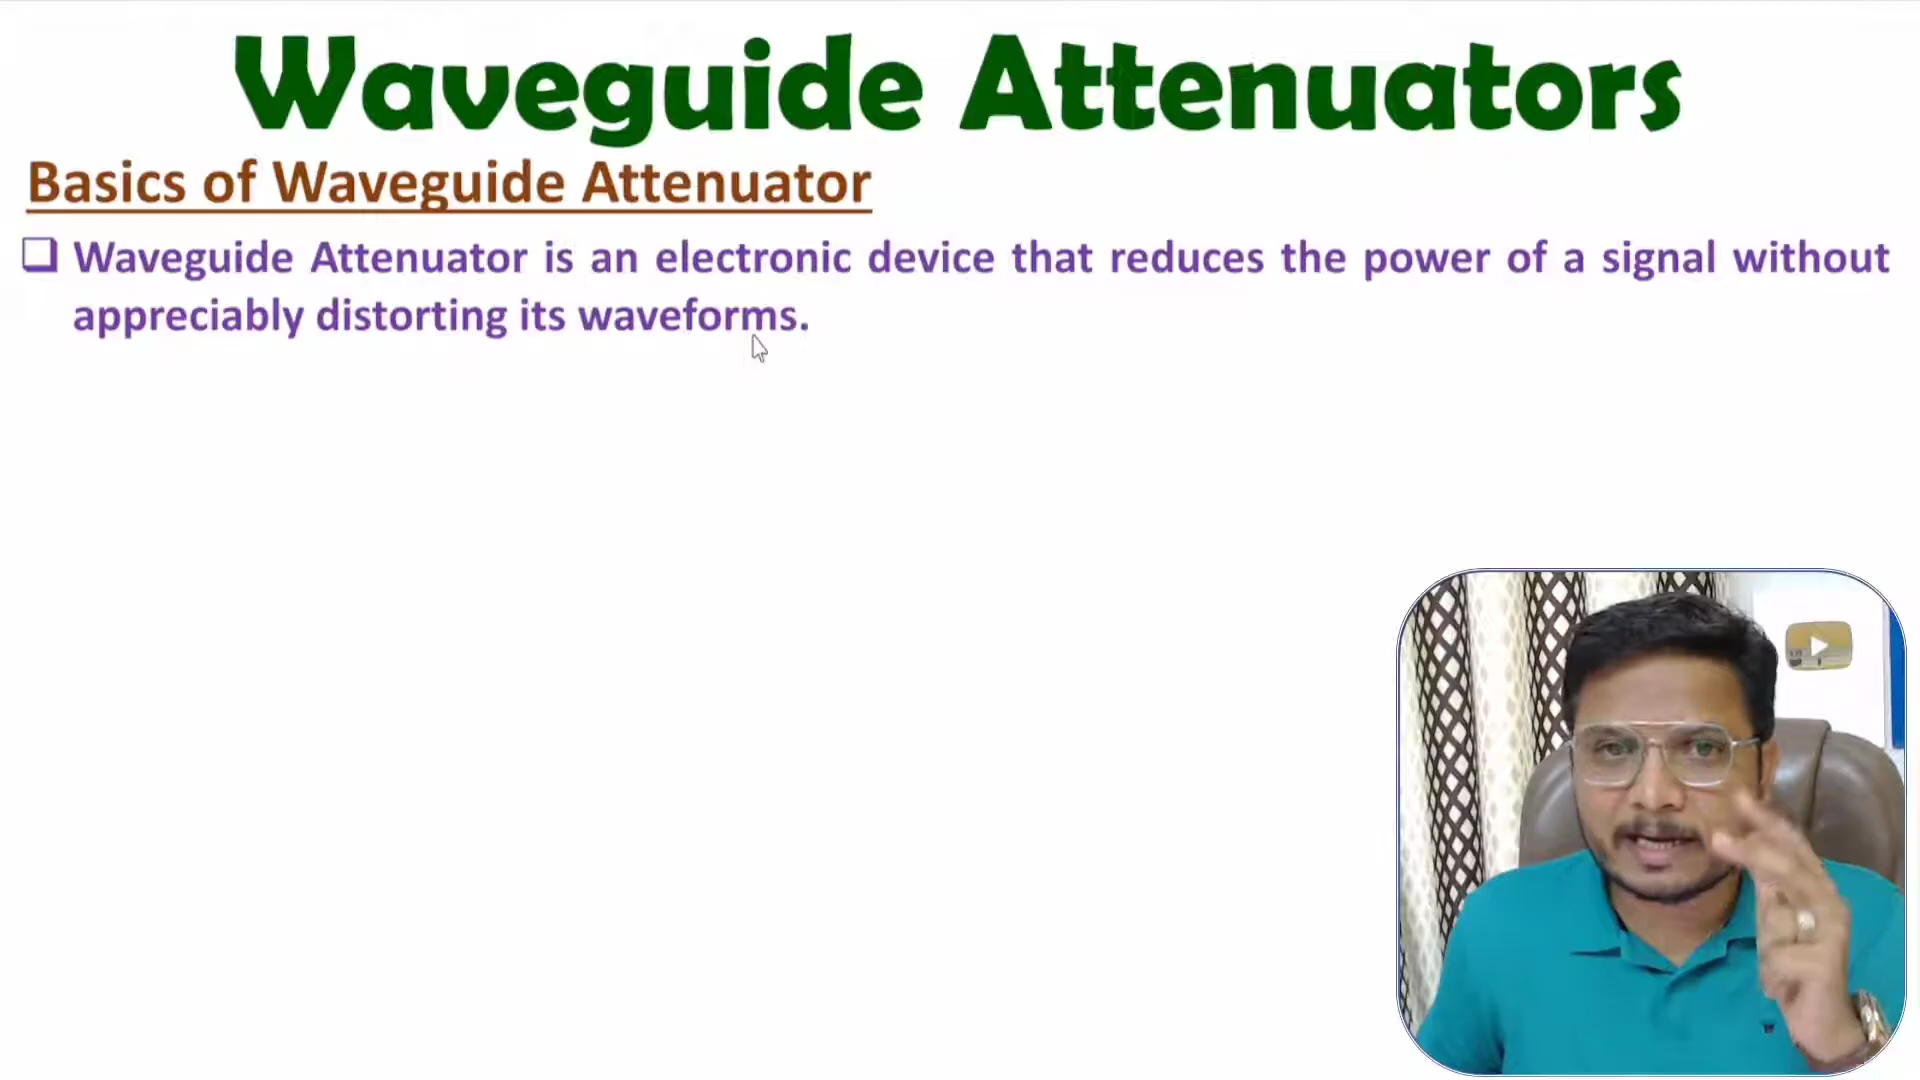 Waveguide Attenuators
Basics of Waveguide Attenuator
❑ Waveguide Attenuator is an electronic device that reduces the power of a signal without
appreciably distorting its waveforms.